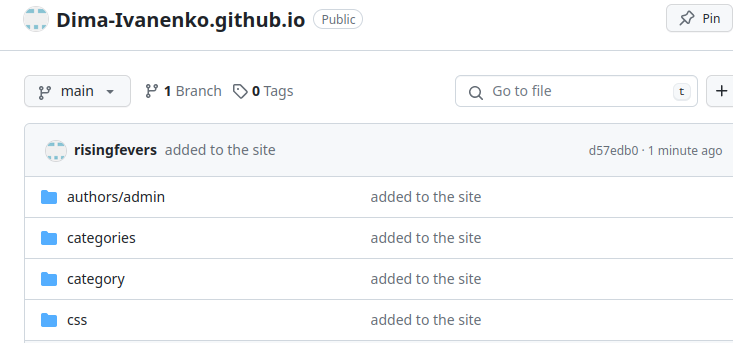 Dima-Ivanenko.github.io Public Pin
main 1 Branch 0 Tags Go to file t +
risingfevers added to the site d57edb0 · 1 minute ago
authors/admin added to the site
categories added to the site
category added to the site
css added to the site